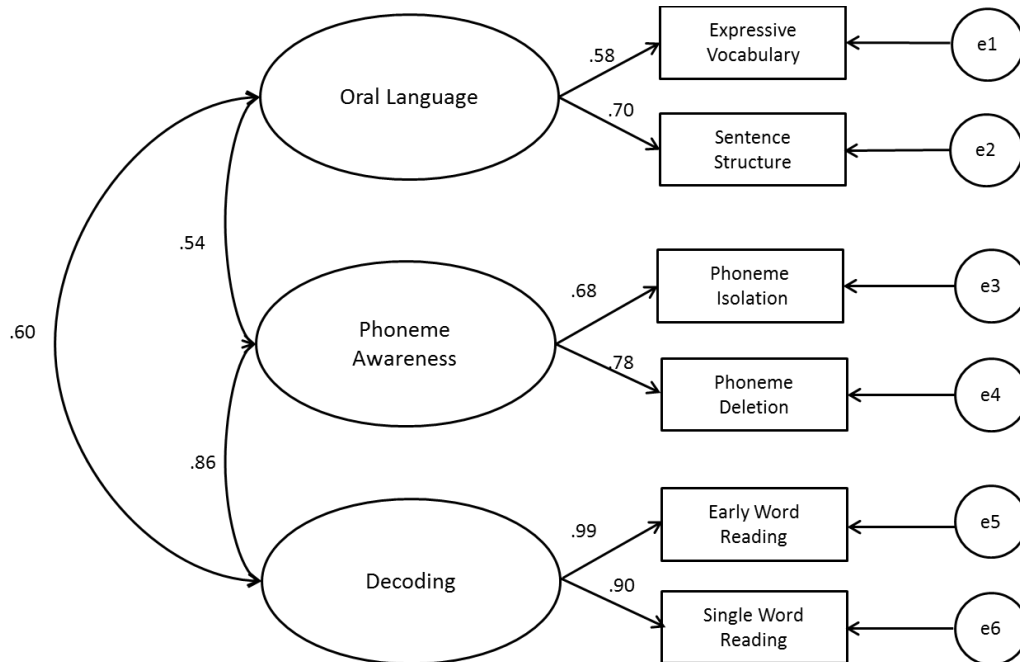 Expressive
Vocabulary
e1
.58
Oral Language
.70
Sentence
Structure
e2
.54
Phoneme
Isolation
e3
.68
.60
Phoneme
Awareness
.78
Phoneme
Deletion
e4
.86
Early Word
Reading
e5
.99
Decoding
.90
Single Word
Reading
e6